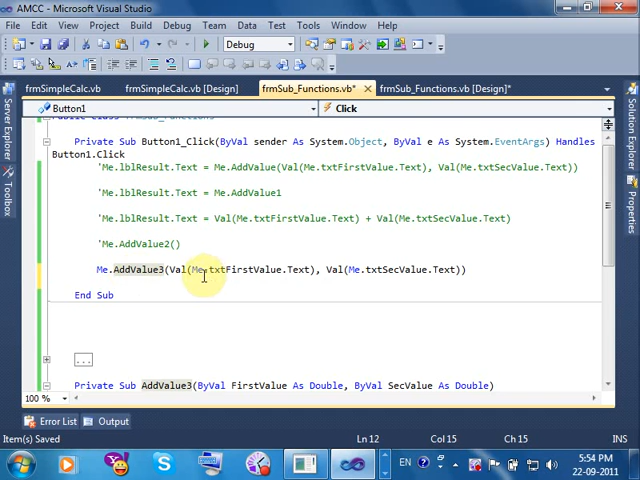 AMCC - Microsoft Visual Studio
File Edit View Project Build Debug Team Data Tools Test Window Help
Debug
frmSimpleCalc.vb frmSimpleCalc.vb [Design] frmSub_Functions.vb* frmSub_Functions.vb [Design]*
Button1 Click
Public Class frmSub_Functions
Private Sub Button1_Click(ByVal sender As System.Object, ByVal e As System.EventArgs) Handles
Button1.Click
'Me.lblResult.Text = Me.AddValue(Val(Me.txtFirstValue.Text), Val(Me.txtSecValue.Text))
'Me.lblResult.Text = Me.AddValue1
'Me.lblResult.Text = Val(Me.txtFirstValue.Text) + Val(Me.txtSecValue.Text)
'Me.AddValue2()
Me.AddValue3(Val(Me.txtFirstValue.Text), Val(Me.txtSecValue.Text))
End Sub
...
Private Sub AddValue3(ByVal FirstValue As Double, ByVal SecValue As Double)
100 %
Server Explorer
Toolbox
Solution Explorer
Properties
Error List Output
Item(s) Saved Ln 12 Col 15 Ch 15 INS
EN 5:54 PM
22-09-2011